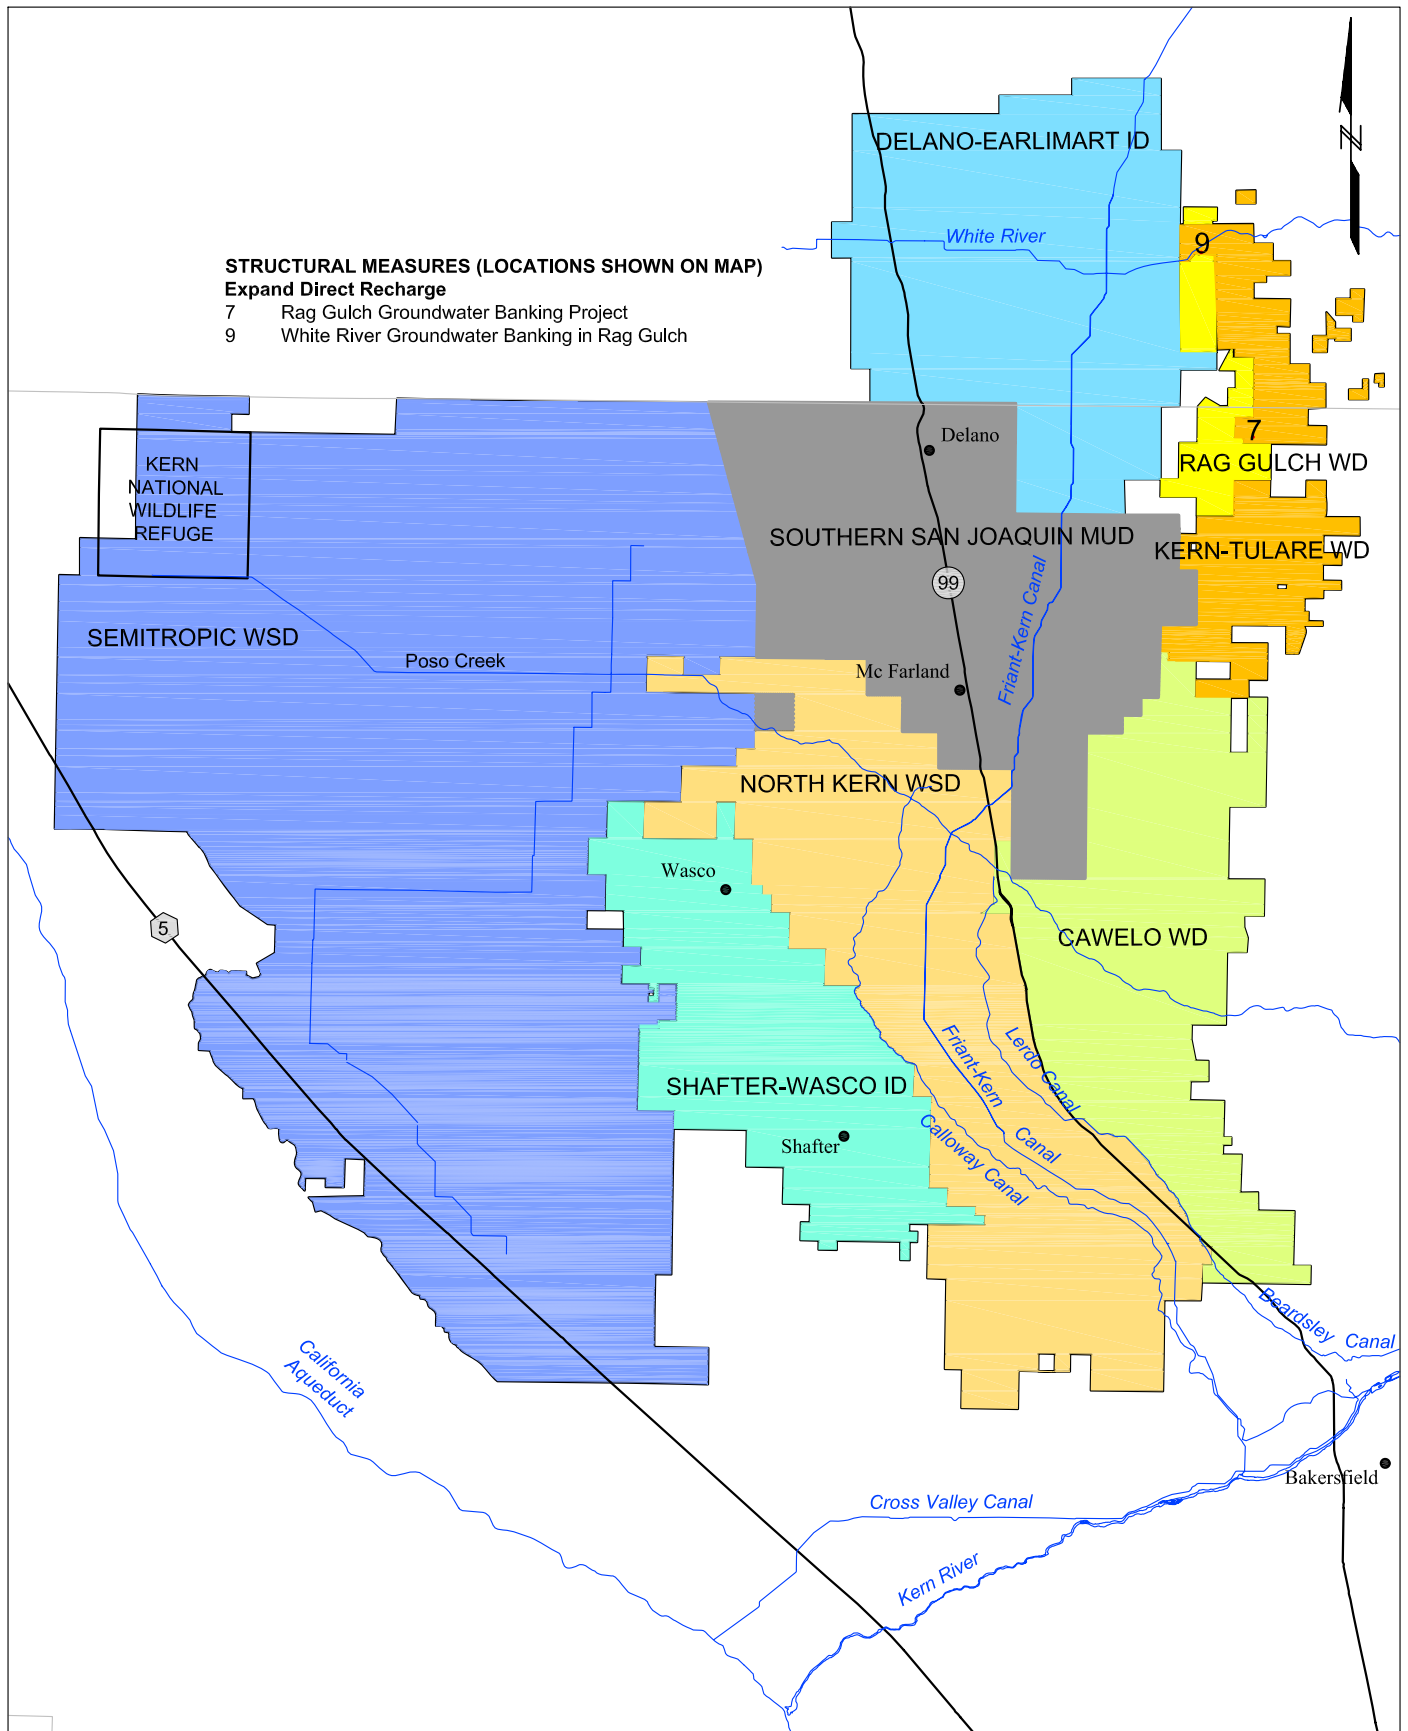 N
DELANO-EARLIMART ID
White River
9
STRUCTURAL MEASURES (LOCATIONS SHOWN ON MAP)
Expand Direct Recharge
7 Rag Gulch Groundwater Banking Project
9 White River Groundwater Banking in Rag Gulch
Delano
7
KERN
NATIONAL
WILDLIFE
REFUGE
RAG GULCH WD
SOUTHERN SAN JOAQUIN MUD
KERN-TULARE WD
99
Friant-Kern Canal
SEMITROPIC WSD
Poso Creek
Mc Farland
NORTH KERN WSD
Wasco
5
CAWELO WD
Friant-Kern
Canal
Lerdo Canal
SHAFTER-WASCO ID
Calloway Canal
Shafter
Beardsley Canal
California
Aqueduct
Bakersfield
Cross Valley Canal
Kern River